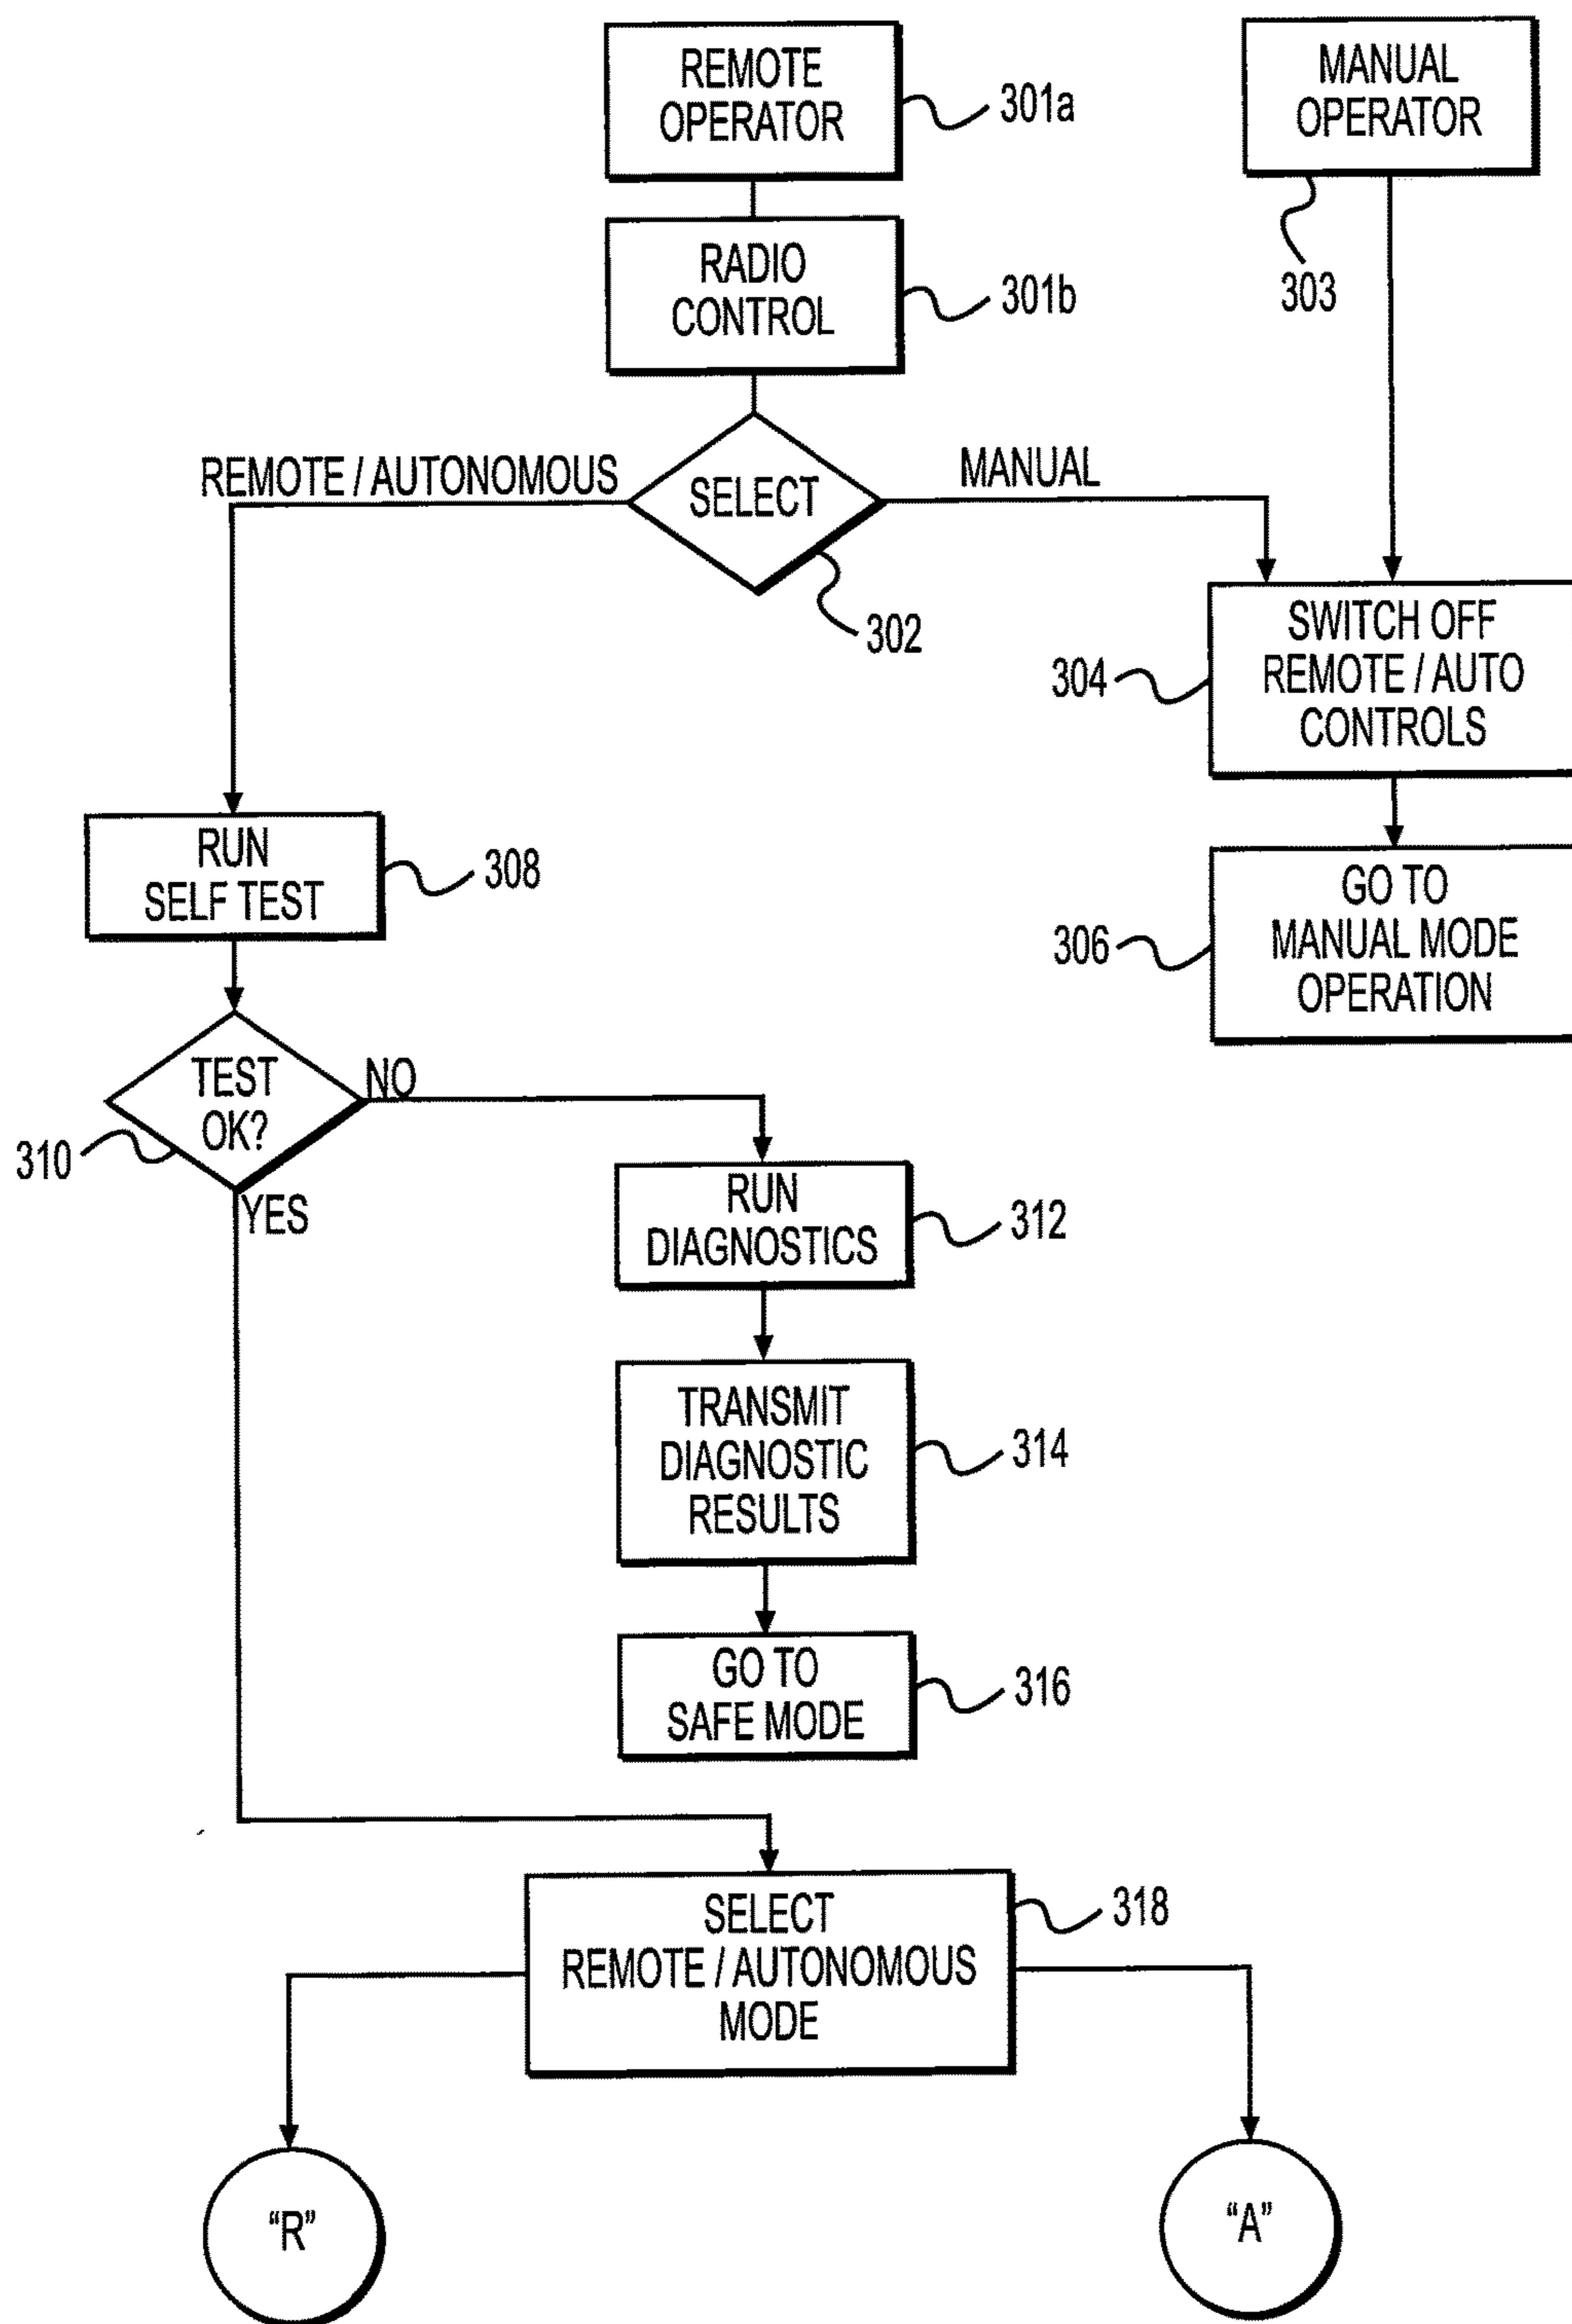 REMOTE
OPERATOR
301a
MANUAL
OPERATOR
303
RADIO
CONTROL
301b
REMOTE / AUTONOMOUS
SELECT
MANUAL
302
SWITCH OFF
REMOTE / AUTO
CONTROLS
304
RUN
SELF TEST
308
GO TO
MANUAL MODE
OPERATION
306
TEST
OK?
NO
310
YES
RUN
DIAGNOSTICS
312
TRANSMIT
DIAGNOSTIC
RESULTS
314
GO TO
SAFE MODE
316
SELECT
REMOTE / AUTONOMOUS
MODE
318
“R”
“A”